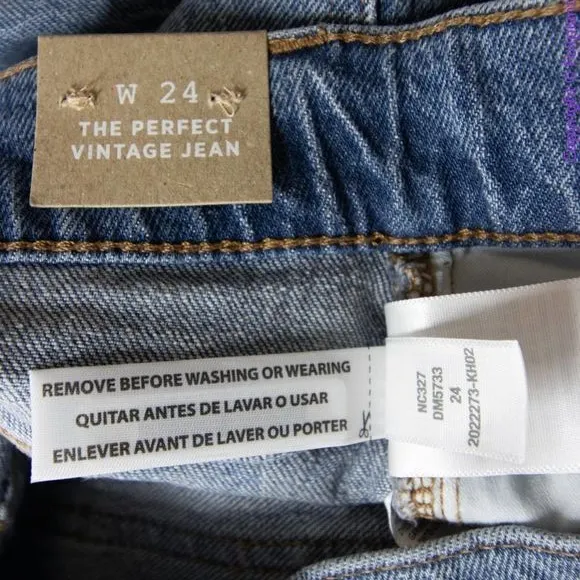 W 24
THE PERFECT
VINTAGE JEAN
REMOVE BEFORE WASHING OR WEARING
QUITAR ANTES DE LAVAR O USAR
ENLEVER AVANT DE LAVER OU PORTER
NC327
DM5733
24
2022273-KH02